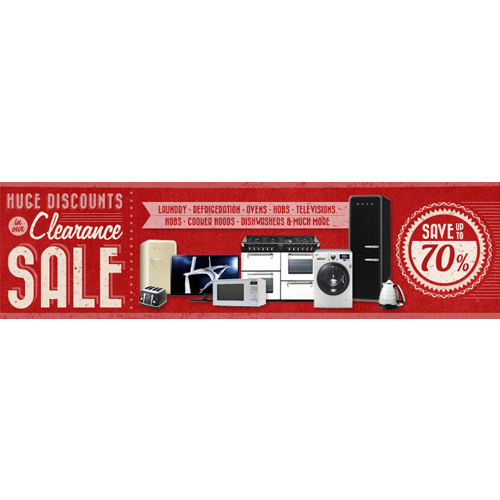 HUGE DISCOUNTS
in our Clearance
SALE
LAUNDRY - REFRIGERATION - OVENS - HOBS - TELEVISIONS
HOBS - COOKER HOODS - DISHWASHERS & MUCH MORE
SMEG
SAVE UP TO
70%